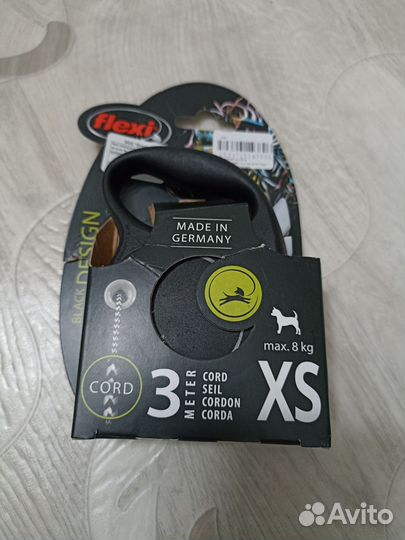 flexi
BLACK DESIGN
MADE IN
GERMANY
max. 8 kg
CORD
3
METER
CORD
SEIL
CORDON
CORDA
XS
Avito